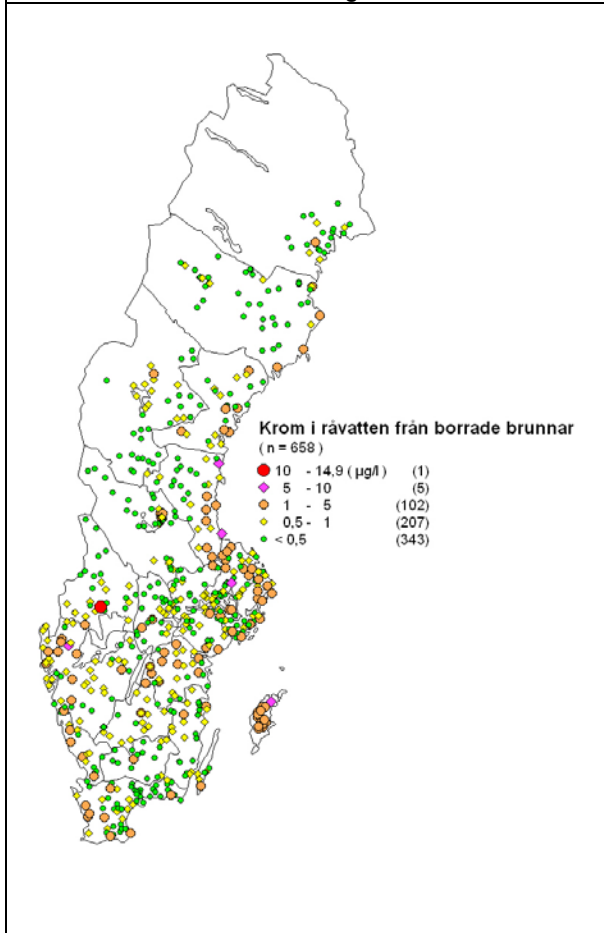 Krom i råvatten från borrade brunnar
( n = 658 )
10 - 14,9 ( µg/l ) (1)
5 - 10 (5)
1 - 5 (102)
0,5 - 1 (207)
< 0,5 (343)